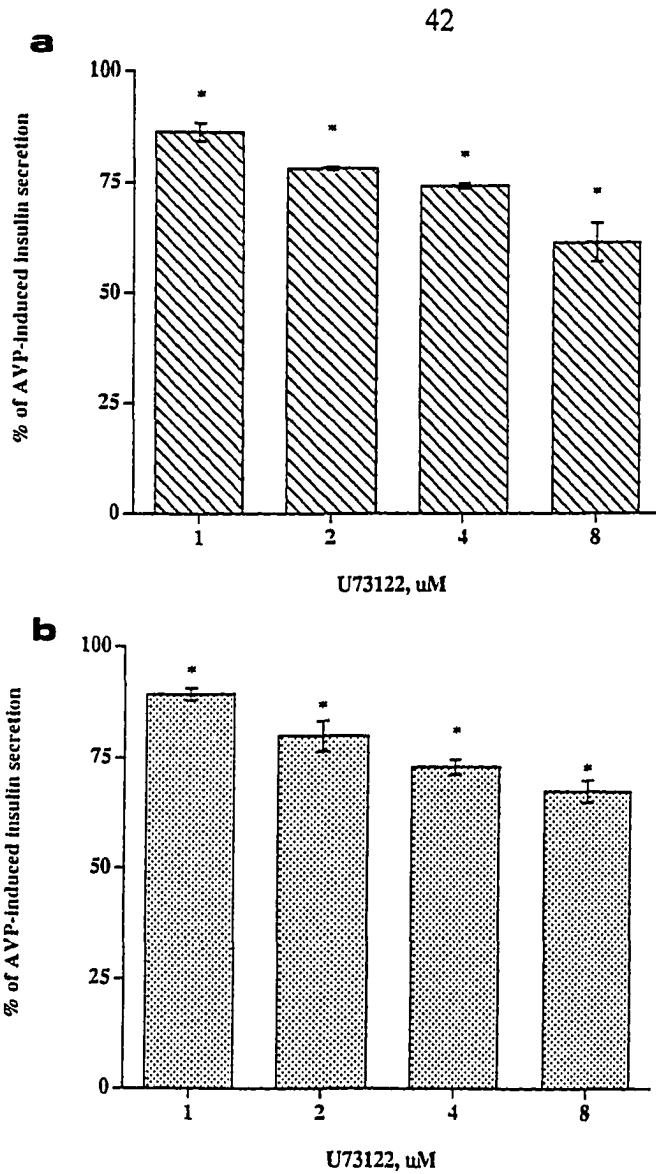 42
a
% of AVP-induced insulin secretion
100
75
50
25
0
* * * *
1 2 4 8
U73122, uM
b
% of AVP-induced insulin secretion
100
75
50
25
0
* * * *
1 2 4 8
U73122, uM